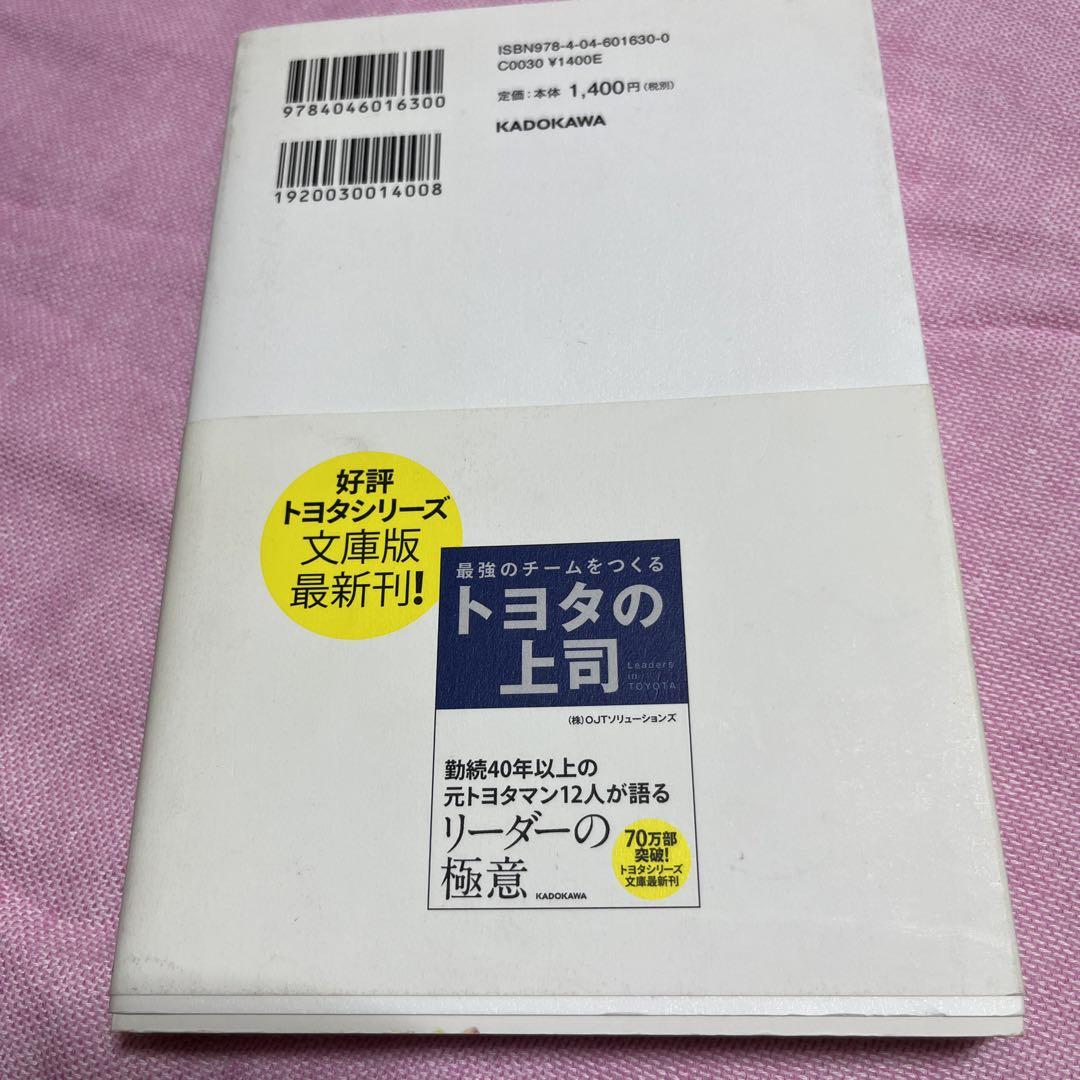 ISBN978-4-04-601630-0
C0030 ¥1400E
定価：本体 1,400円（税別）
KADOKAWA
9784046016300
1920030014008
好評
トヨタシリーズ
文庫版
最新刊！
最強のチームをつくる
トヨタの
上司
Leaders
in
TOYOTA
（株）OJTソリューションズ
勤続40年以上の
元トヨタマン12人が語る
リーダーの
極意
KADOKAWA
70万部
突破！
トヨタシリーズ
文庫最新刊